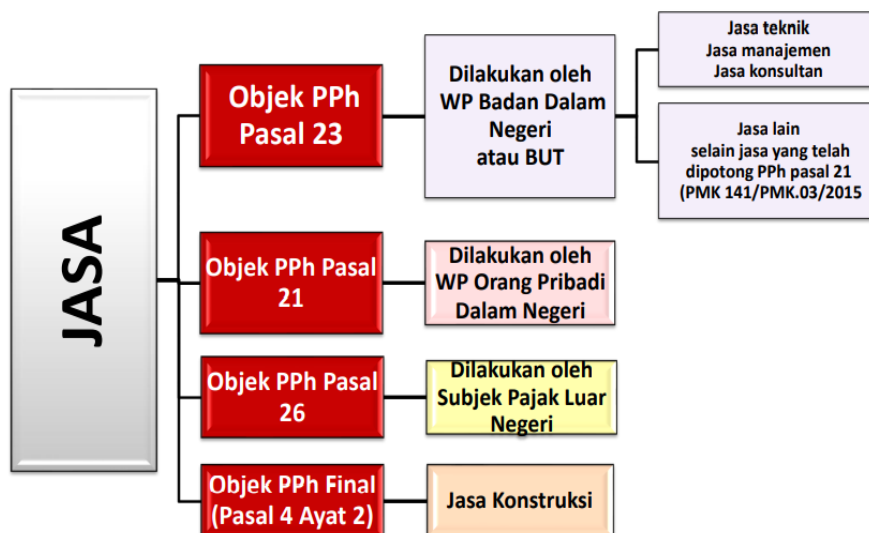 JASA
Objek PPh
Pasal 23
Dilakukan oleh
WP Badan Dalam
Negeri
atau BUT
Jasa teknik
Jasa manajemen
Jasa konsultan
Jasa lain
selain jasa yang telah
dipotong PPh pasal 21
(PMK 141/PMK.03/2015
Objek PPh Pasal
21
Dilakukan oleh
WP Orang Pribadi
Dalam Negeri
Objek PPh Pasal
26
Dilakukan oleh
Subjek Pajak Luar
Negeri
Objek PPh Final
(Pasal 4 Ayat 2)
Jasa Konstruksi